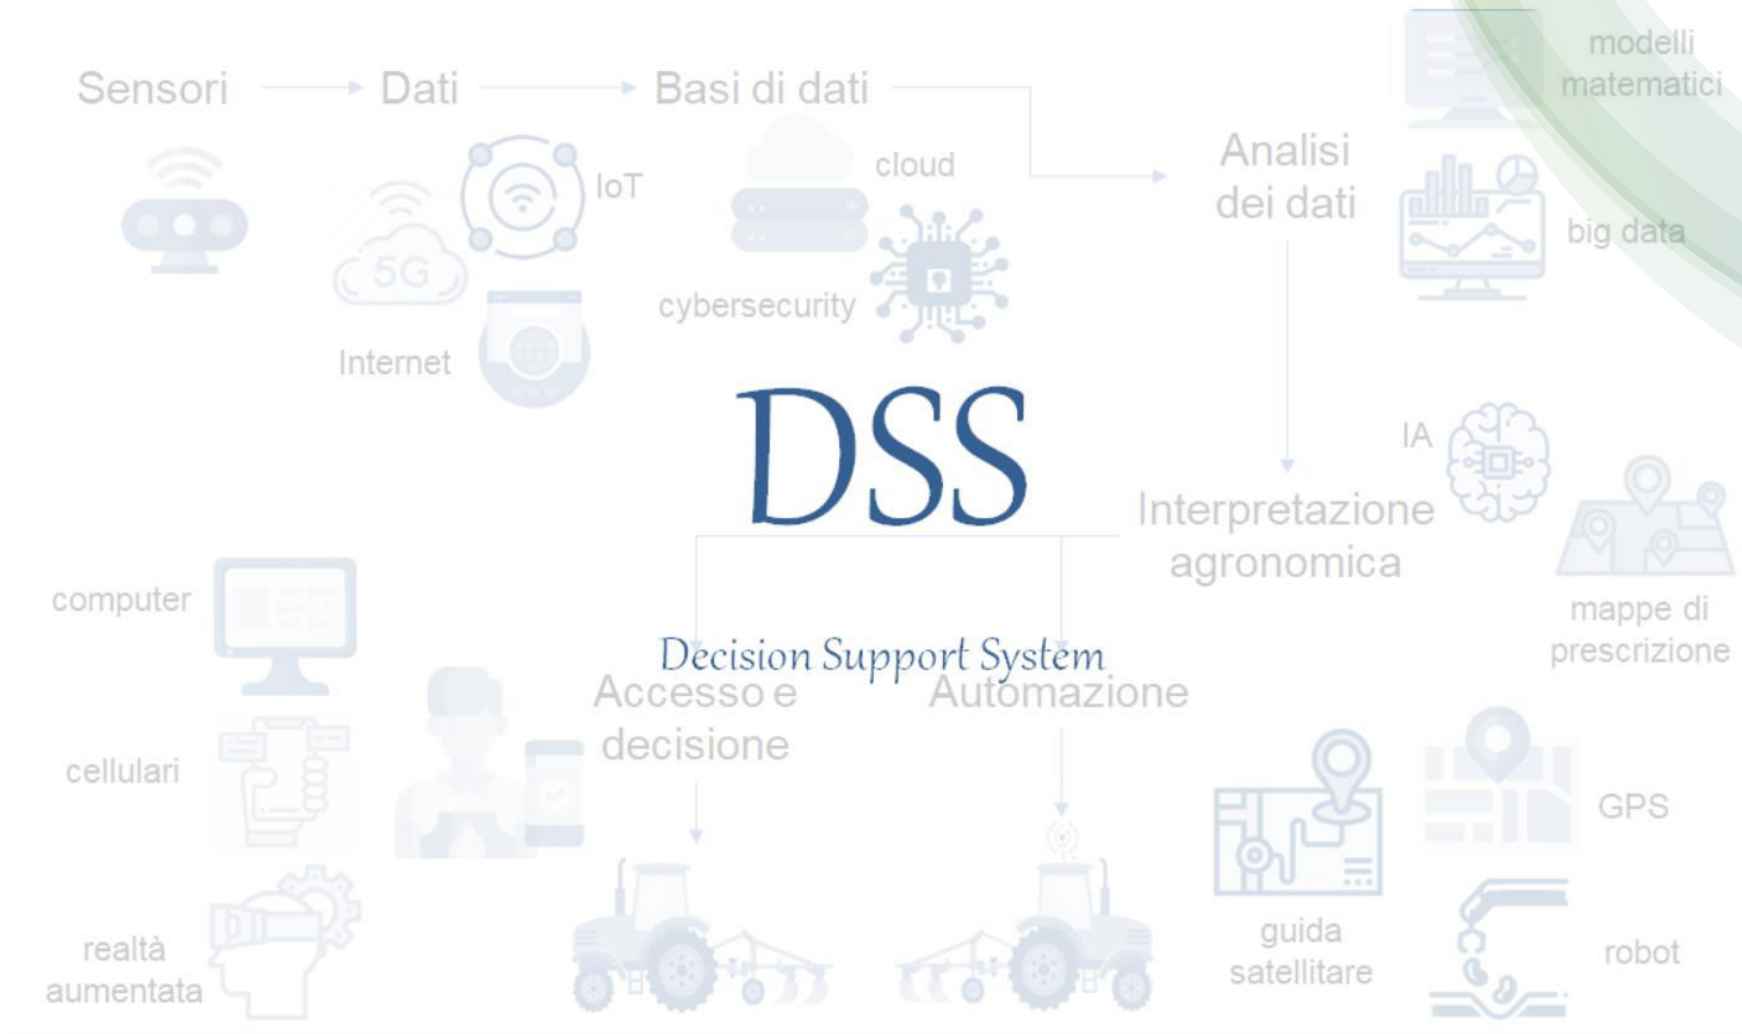 Sensori
Dati
Basi di dati
modelli
matematici
Analisi
dei dati
IoT
cloud
5G
big data
cybersecurity
Internet
DSS
IA
Interpretazione
agronomica
computer
mappe di
prescrizione
Decision Support System
Accesso e
decisione
Automazione
cellulari
GPS
guida
satellitare
robot
realtà
aumentata